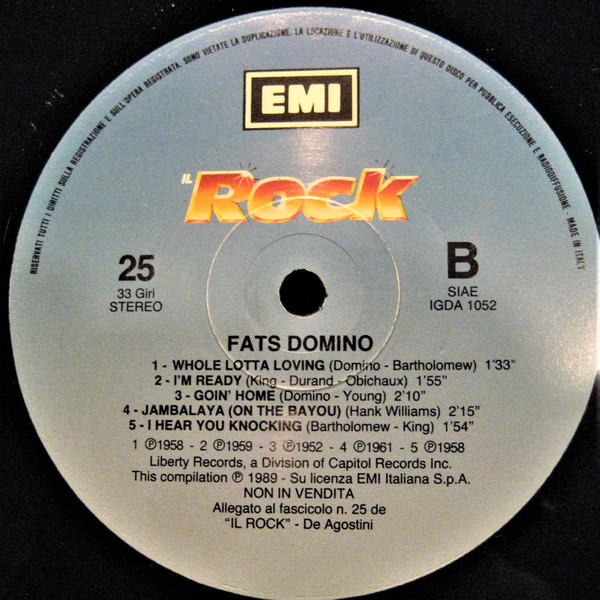 RISERVATI TUTTI I DIRITTI SULLA REGISTRAZIONE E SULL'OPERA REGISTRATA. SONO VIETATE LA DUPLICAZIONE, LA LOCAZIONE E L'UTILIZZAZIONE DI QUESTO DISCO PER PUBBLICA ESECUZIONE E RADIODIFFUSIONE. MADE IN ITALY
EMI
IL ROCK
25
33 Giri
STEREO
B
SIAE
IGDA 1052
FATS DOMINO
1 - WHOLE LOTTA LOVING (Domino - Bartholomew) 1'33"
2 - I'M READY (King - Durand - Obichaux) 1'55"
3 - GOIN' HOME (Domino - Young) 2'10"
4 - JAMBALAYA (ON THE BAYOU) (Hank Williams) 2'15"
5 - I HEAR YOU KNOCKING (Bartholomew - King) 1'54"
1 ℗1958 - 2 ℗1959 - 3 ℗1952 - 4 ℗1961 - 5 ℗1958
Liberty Records, a Division of Capitol Records Inc.
This compilation ℗ 1989 - Su licenza EMI Italiana S.p.A.
NON IN VENDITA
Allegato al fascicolo n. 25 de
"IL ROCK" - De Agostini